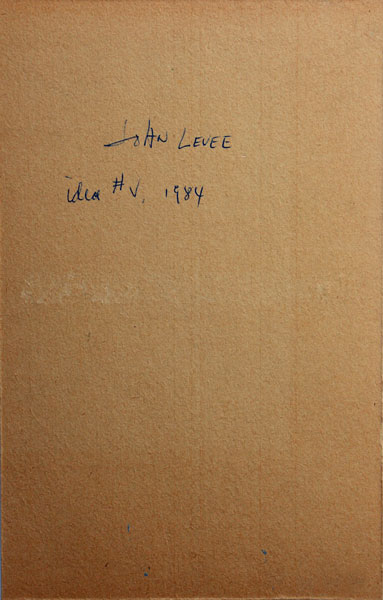 JOHN LEVEE
idea #V, 1984